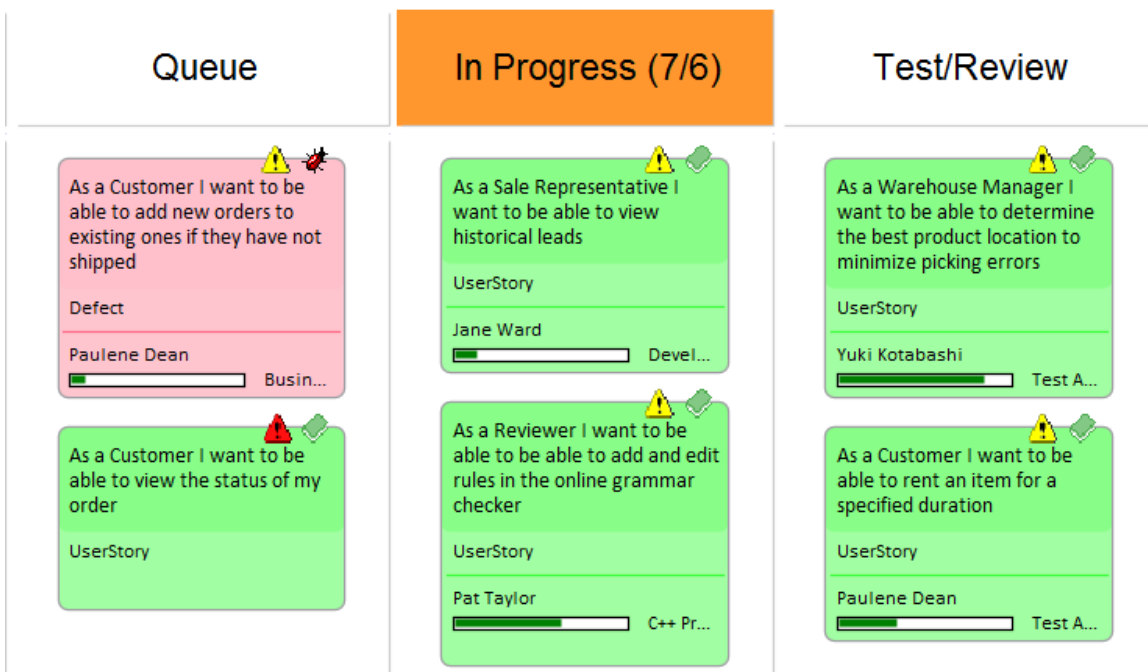 Queue
In Progress (7/6)
Test/Review
As a Customer I want to be
able to add new orders to
existing ones if they have not
shipped
Defect
Paulene Dean
Busin...
As a Customer I want to be
able to view the status of my
order
UserStory
As a Sale Representative I
want to be able to view
historical leads
UserStory
Jane Ward
Devel...
As a Reviewer I want to be
able to be able to add and edit
rules in the online grammar
checker
UserStory
Pat Taylor
C++ Pr...
As a Warehouse Manager I
want to be able to determine
the best product location to
minimize picking errors
UserStory
Yuki Kotabashi
Test A...
As a Customer I want to be
able to rent an item for a
specified duration
UserStory
Paulene Dean
Test A...